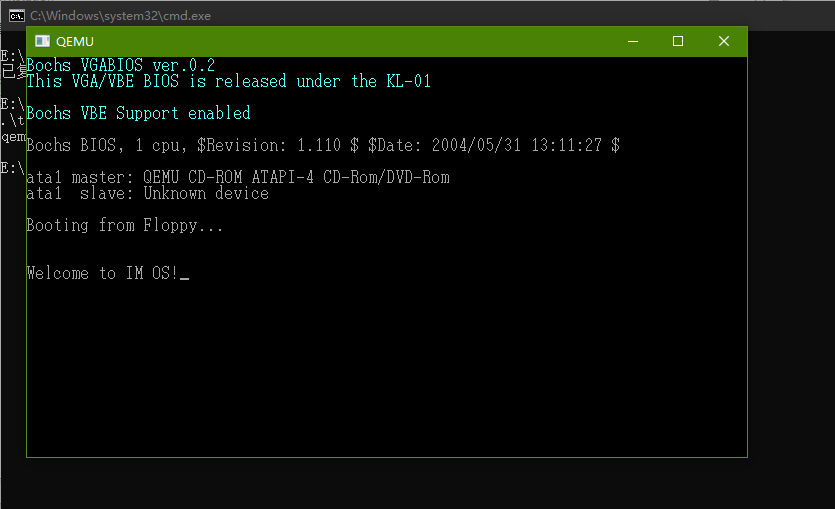 C:\Windows\system32\cmd.exe
QEMU
E:\
已复
E:\
.\t
qem
E:\
Bochs VGABIOS ver.0.2
This VGA/VBE BIOS is released under the KL-01
Bochs VBE Support enabled
Bochs BIOS, 1 cpu, $Revision: 1.110 $ $Date: 2004/05/31 13:11:27 $
ata1 master: QEMU CD-ROM ATAPI-4 CD-Rom/DVD-Rom
ata1  slave: Unknown device
Booting from Floppy...
Welcome to IM OS!_